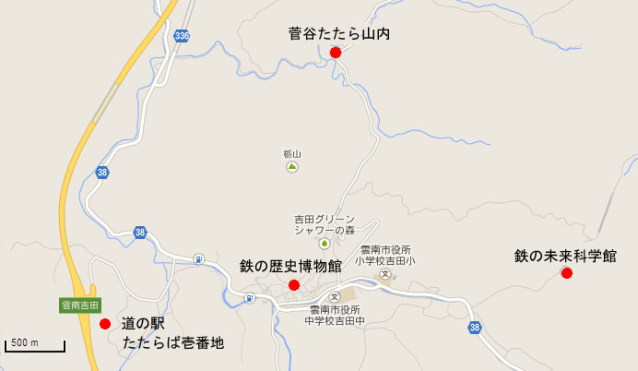 菅谷たたら山内
336
38
栃山
吉田グリーン
シャワーの森
38
雲南市役所
小学校吉田小
鉄の未来科学館
鉄の歴史博物館
雲南吉田
雲南市役所
中学校吉田中
道の駅
たたらば壱番地
38
500 m